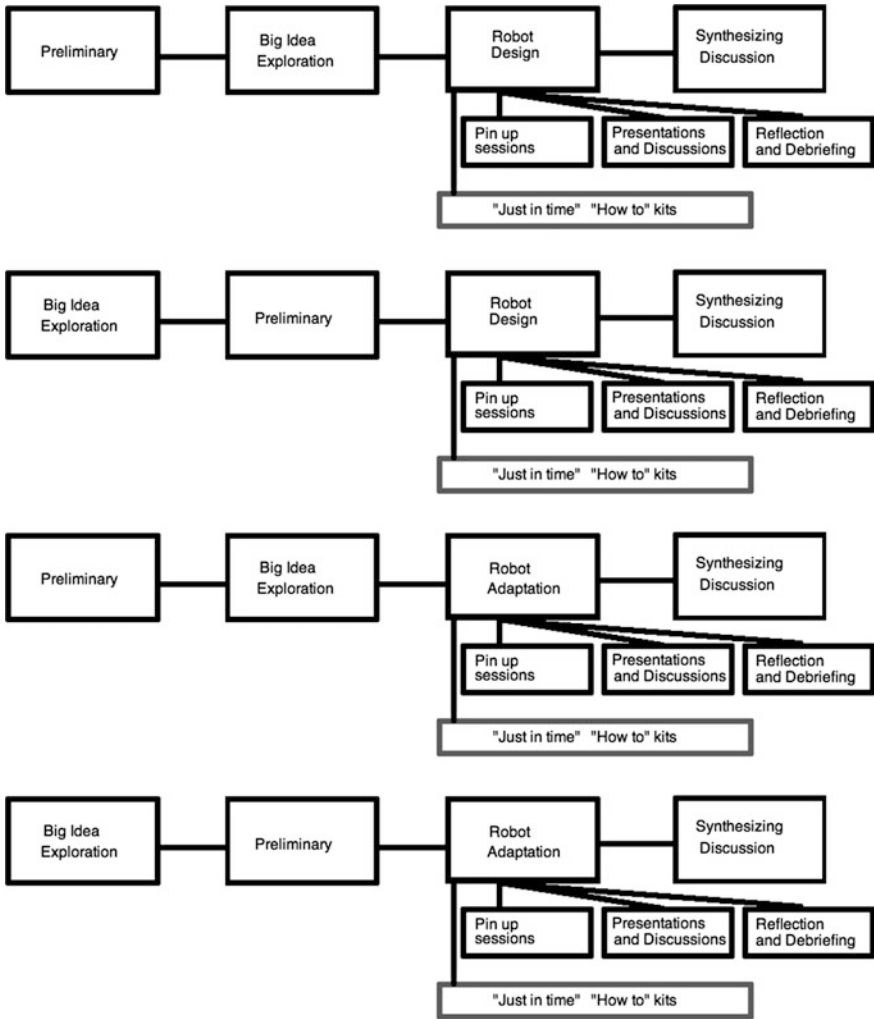 Preliminary
Big Idea
Exploration
Robot
Design
Synthesizing
Discussion
Pin up
sessions
Presentations
and Discussions
Reflection
and Debriefing
"Just in time" "How to" kits
Big Idea
Exploration
Preliminary
Robot
Design
Synthesizing
Discussion
Pin up
sessions
Presentations
and Discussions
Reflection
and Debriefing
"Just in time" "How to" kits
Preliminary
Big Idea
Exploration
Robot
Adaptation
Synthesizing
Discussion
Pin up
sessions
Presentations
and Discussions
Reflection
and Debriefing
"Just in time" "How to" kits
Big Idea
Exploration
Preliminary
Robot
Adaptation
Synthesizing
Discussion
Pin up
sessions
Presentations
and Discussions
Reflection
and Debriefing
"Just in time" "How to" kits